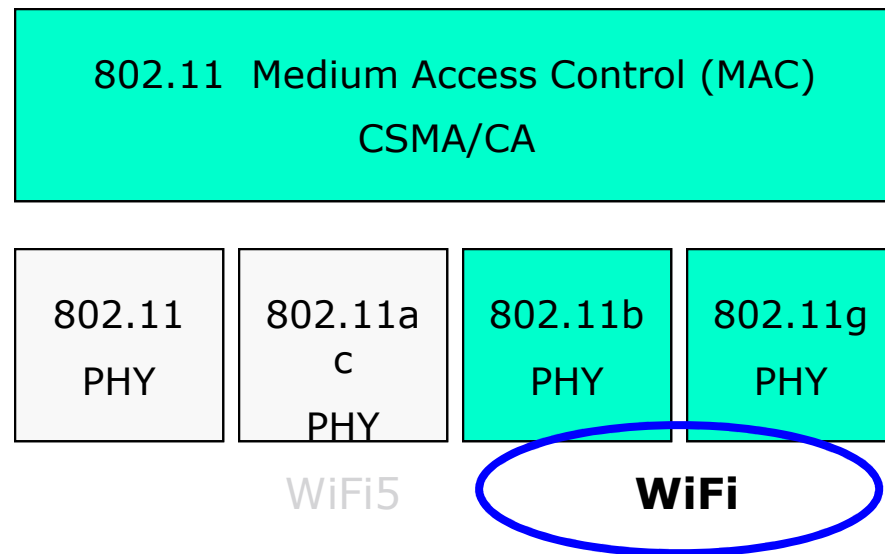 802.11 Medium Access Control (MAC)
CSMA/CA
802.11
PHY
802.11a
c
PHY
802.11b
PHY
802.11g
PHY
WiFi5
WiFi